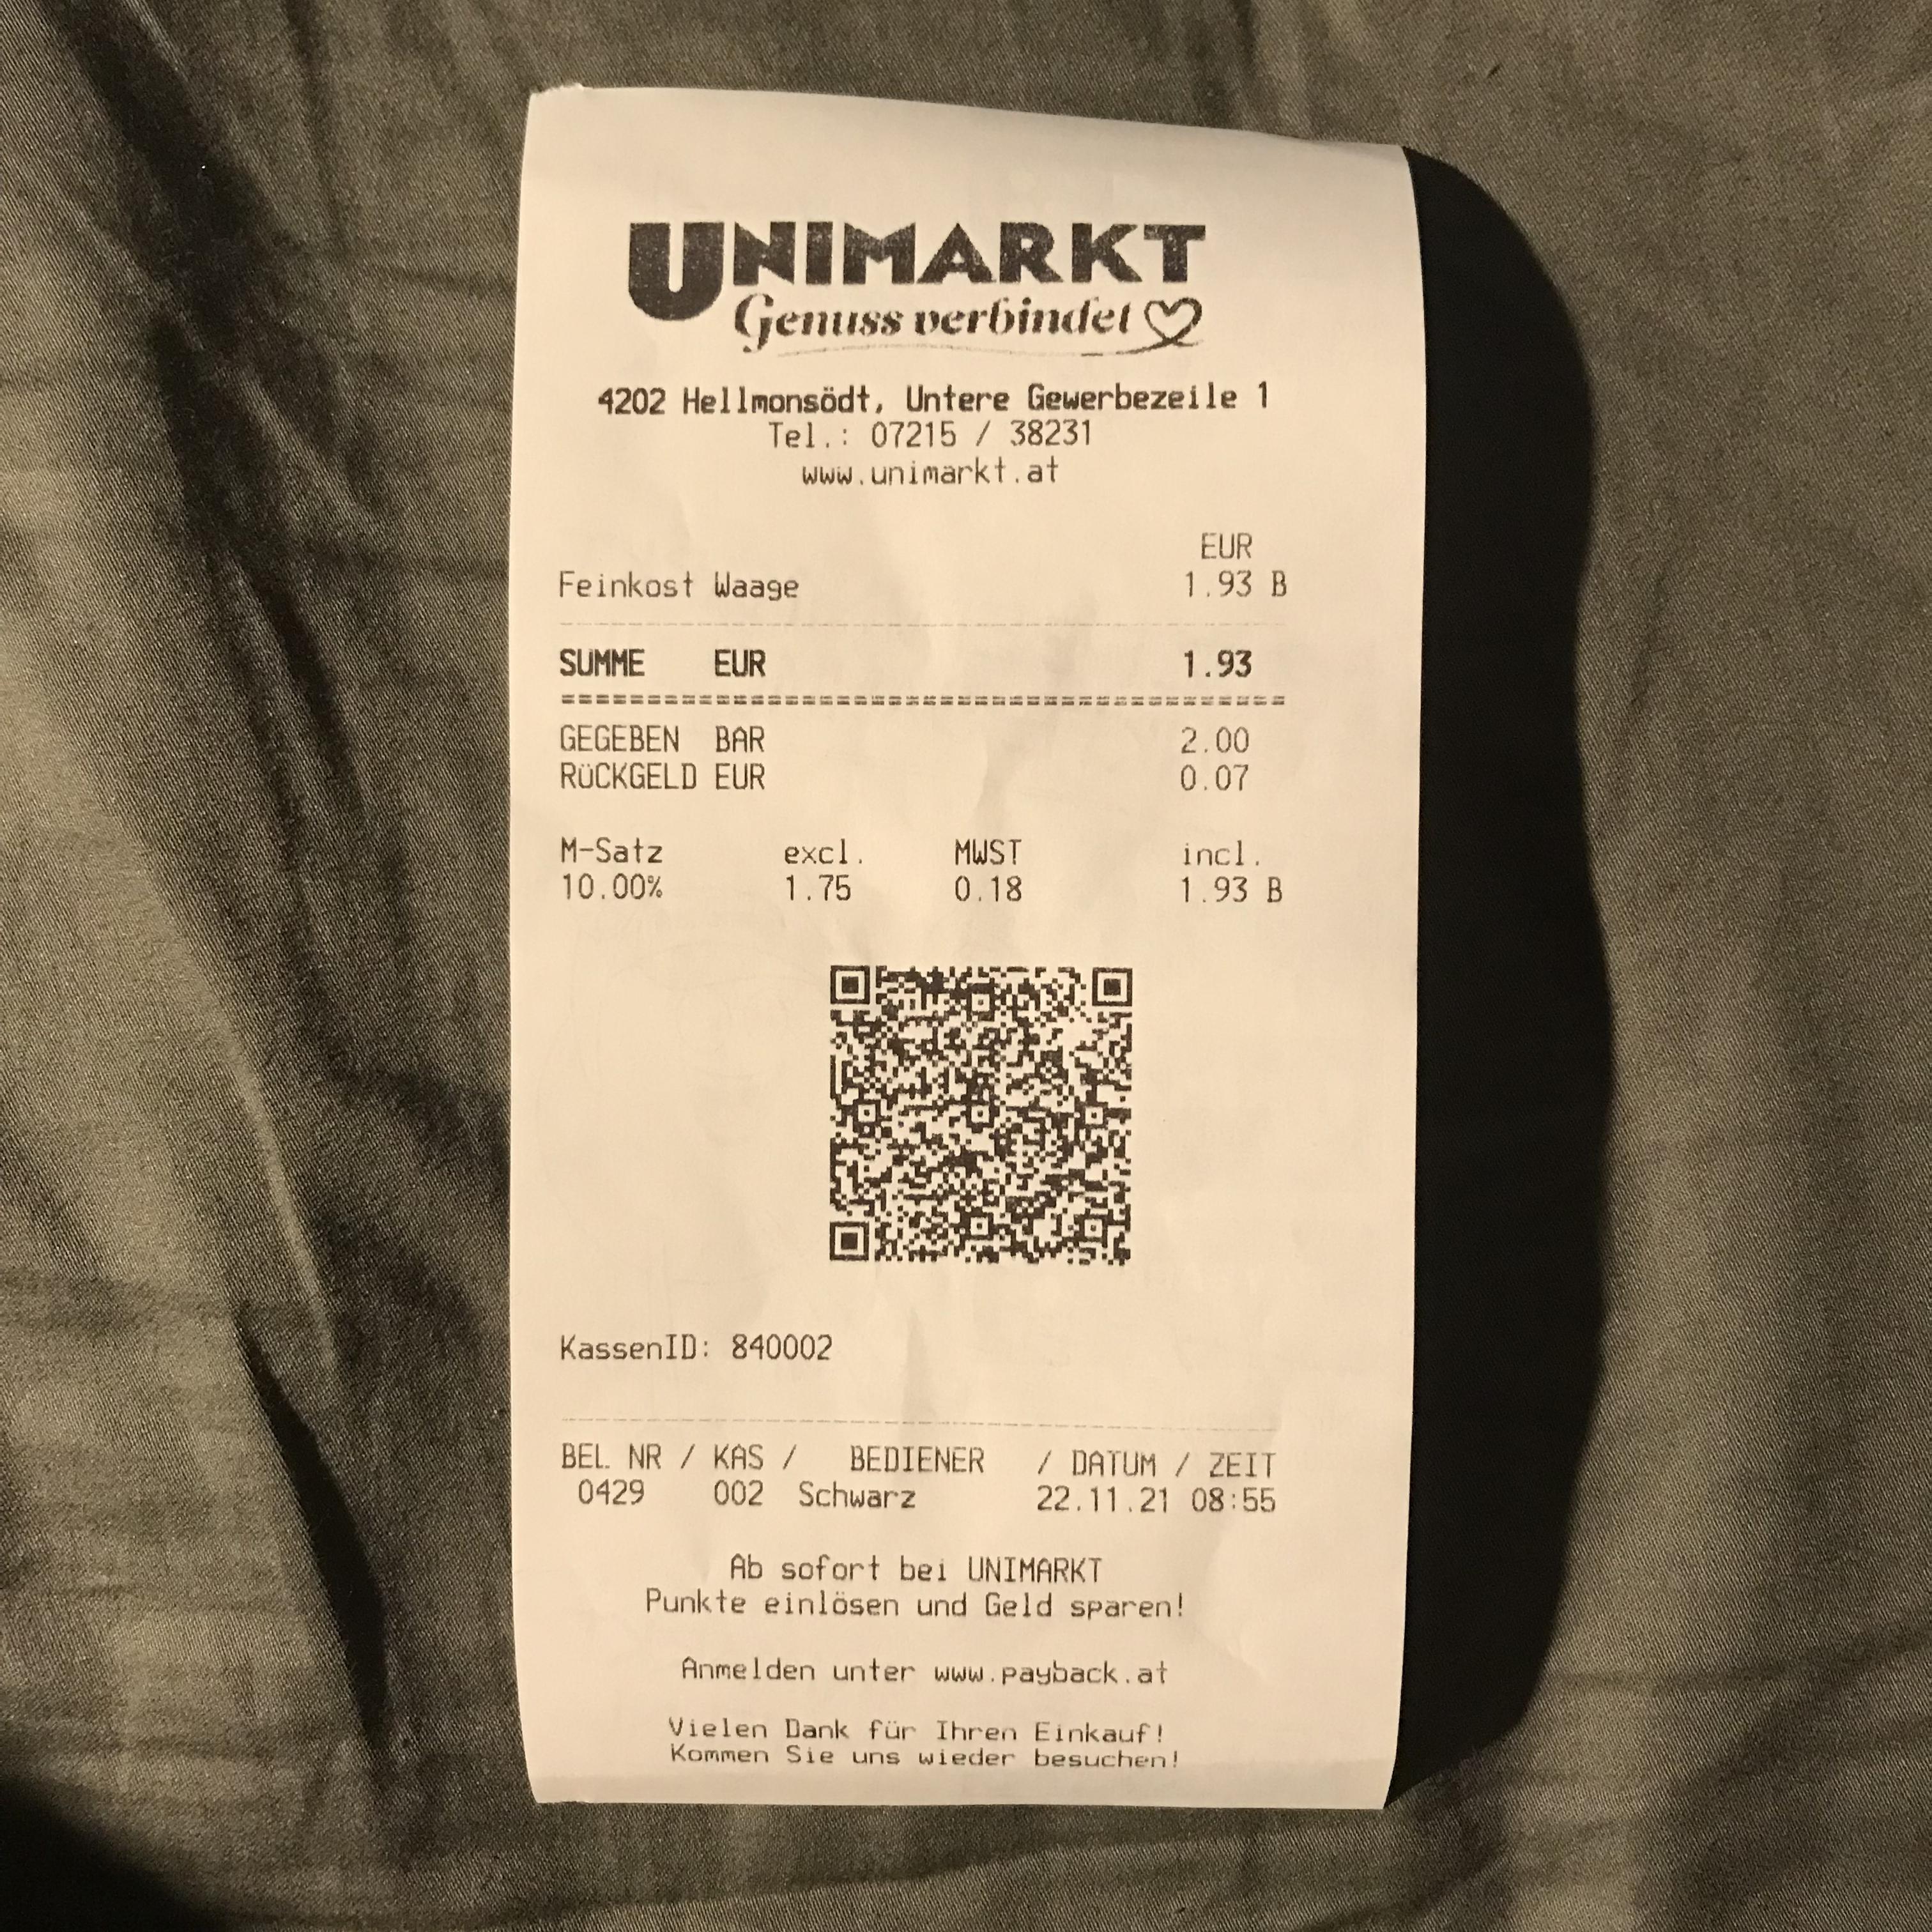 UNIMARKT
Genuss verbindet
4202 Hellmonsödt, Untere Gewerbezeile 1
Tel.: 07215 / 38231
www.unimarkt.at
EUR
Feinkost Waage 1.93 B
SUMME EUR 1.93
GEGEBEN BAR 2.00
RÜCKGELD EUR 0.07
M-Satz excl. MWST incl.
10.00% 1.75 0.18 1.93 B
KassenID: 840002
BEL. NR / KAS / BEDIENER / DATUM / ZEIT
0429 002 Schwarz 22.11.21 08:55
Ab sofort bei UNIMARKT
Punkte einlösen und Geld sparen!
Anmelden unter www.payback.at
Vielen Dank für Ihren Einkauf!
Kommen Sie uns wieder besuchen!